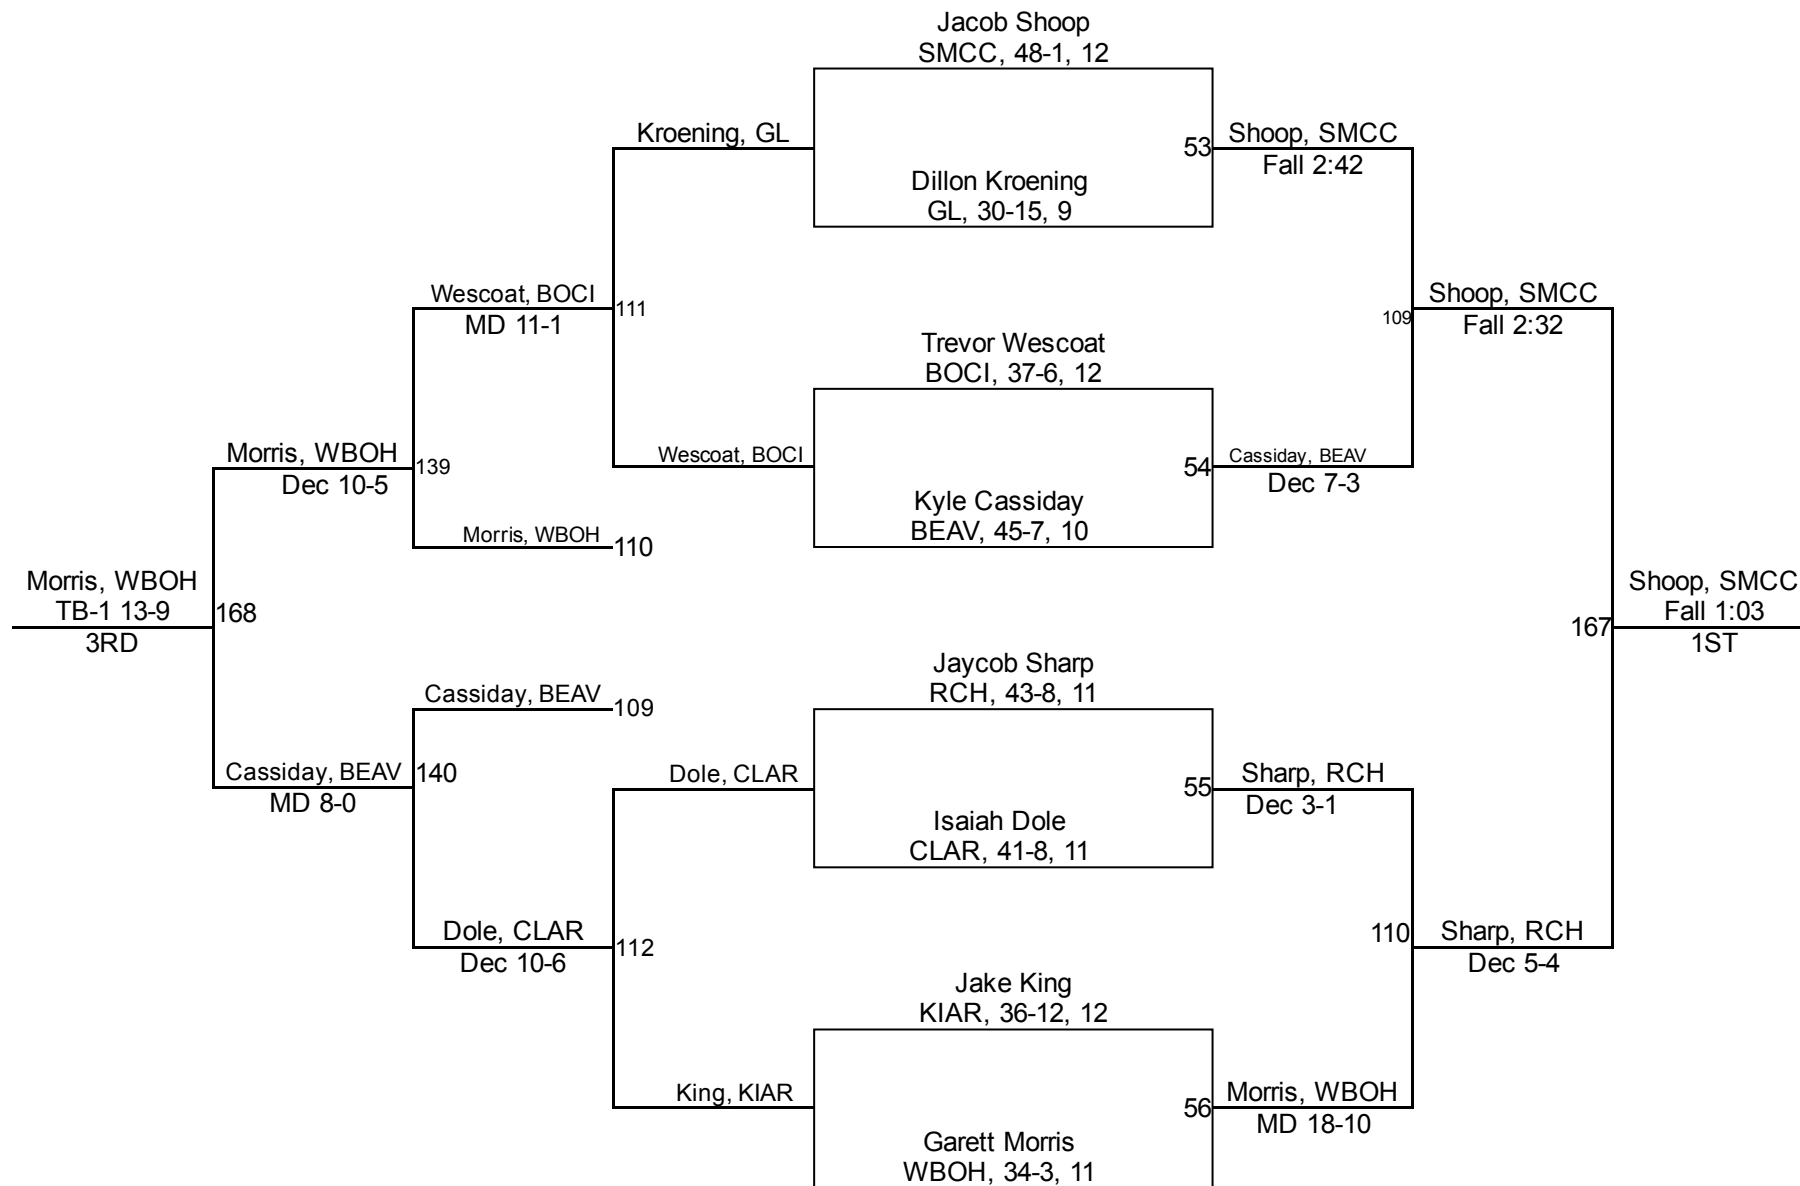 Jacob Shoop
SMCC, 48-1, 12
Kroening, GL
53
Shoop, SMCC
Fall 2:42
Dillon Kroening
GL, 30-15, 9
Wescoat, BOCI
MD 11-1
111
109
Shoop, SMCC
Fall 2:32
Trevor Wescoat
BOCI, 37-6, 12
Morris, WBOH
Dec 10-5
139
Wescoat, BOCI
54
Cassiday, BEAV
Dec 7-3
Kyle Cassiday
BEAV, 45-7, 10
Morris, WBOH
110
Morris, WBOH
TB-1 13-9
3RD
168
167
Shoop, SMCC
Fall 1:03
1ST
Jaycob Sharp
RCH, 43-8, 11
Cassiday, BEAV
109
Cassiday, BEAV
MD 8-0
140
Dole, CLAR
55
Sharp, RCH
Dec 3-1
Isaiah Dole
CLAR, 41-8, 11
Dole, CLAR
Dec 10-6
112
110
Sharp, RCH
Dec 5-4
Jake King
KIAR, 36-12, 12
King, KIAR
56
Morris, WBOH
MD 18-10
Garett Morris
WBOH, 34-3, 11